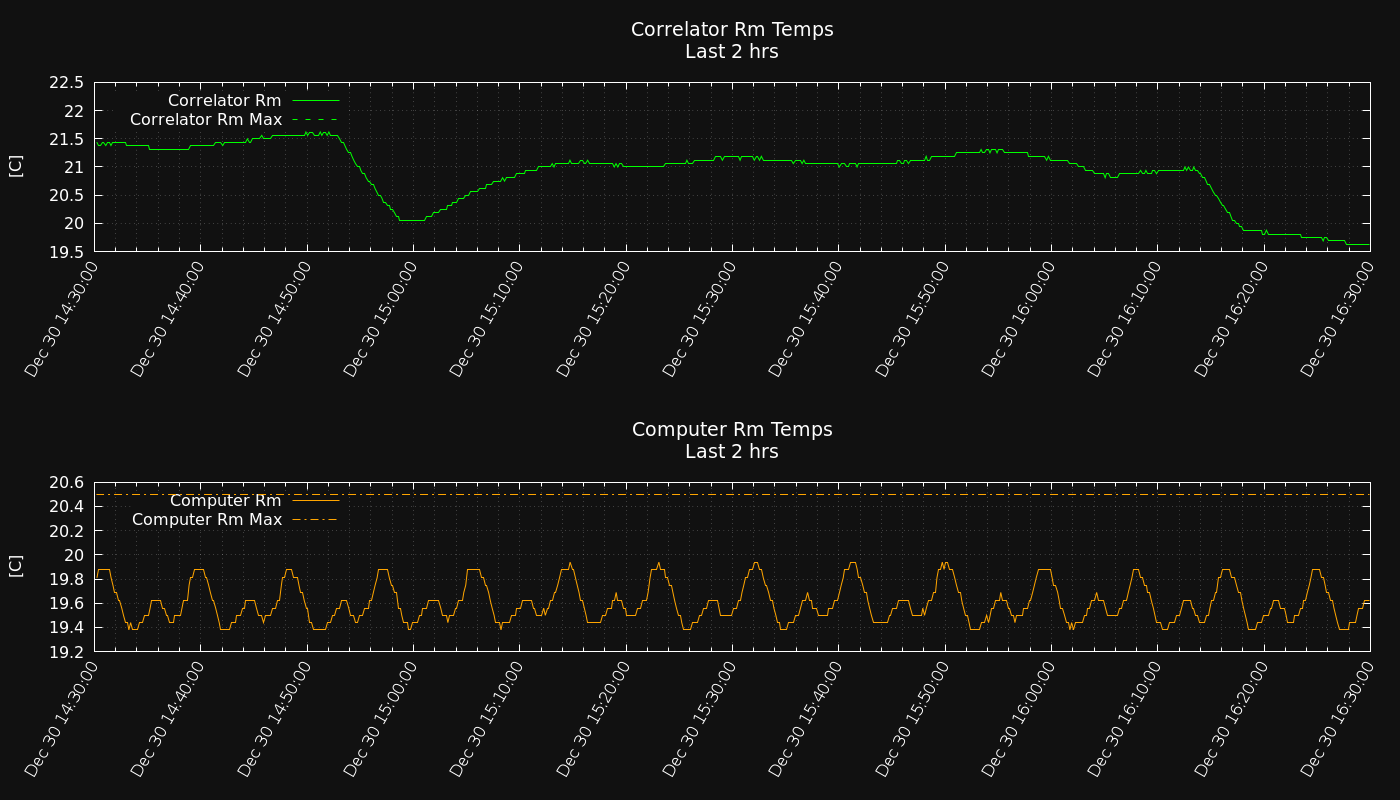 Correlator Rm Temps
Last 2 hrs
22.5
22
21.5
21
20.5
20
19.5
[C]
Correlator Rm
Correlator Rm Max
Dec 30 14:30:00
Dec 30 14:40:00
Dec 30 14:50:00
Dec 30 15:00:00
Dec 30 15:10:00
Dec 30 15:20:00
Dec 30 15:30:00
Dec 30 15:40:00
Dec 30 15:50:00
Dec 30 16:00:00
Dec 30 16:10:00
Dec 30 16:20:00
Dec 30 16:30:00
Computer Rm Temps
Last 2 hrs
20.6
20.4
20.2
20
19.8
19.6
19.4
19.2
[C]
Computer Rm
Computer Rm Max
Dec 30 14:30:00
Dec 30 14:40:00
Dec 30 14:50:00
Dec 30 15:00:00
Dec 30 15:10:00
Dec 30 15:20:00
Dec 30 15:30:00
Dec 30 15:40:00
Dec 30 15:50:00
Dec 30 16:00:00
Dec 30 16:10:00
Dec 30 16:20:00
Dec 30 16:30:00